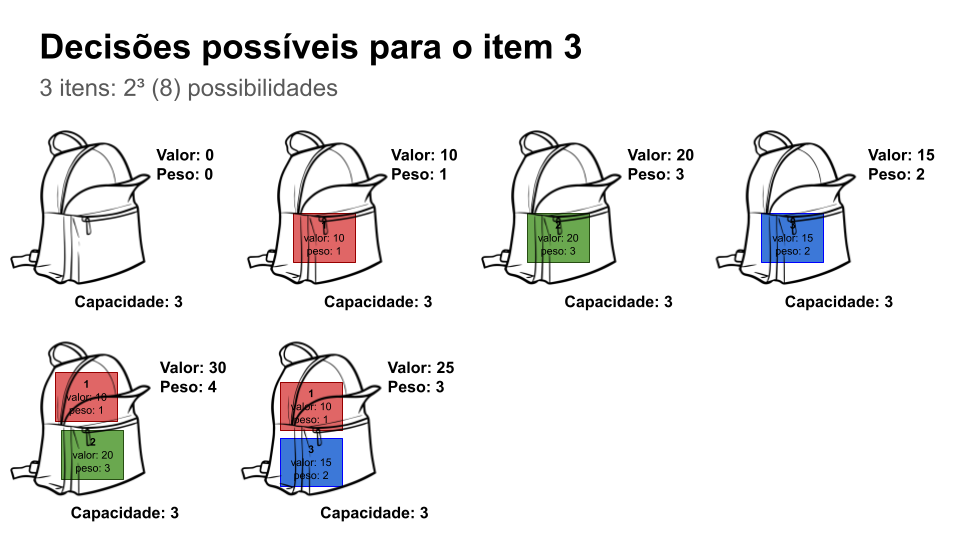 Decisões possíveis para o item 3
3 itens: 2³ (8) possibilidades
Valor: 0
Peso: 0
Capacidade: 3
Valor: 10
Peso: 1
1
valor: 10
peso: 1
Capacidade: 3
Valor: 20
Peso: 3
2
valor: 20
peso: 3
Capacidade: 3
Valor: 15
Peso: 2
3
valor: 15
peso: 2
Capacidade: 3
Valor: 30
Peso: 4
1
valor: 10
peso: 1
2
valor: 20
peso: 3
Capacidade: 3
Valor: 25
Peso: 3
1
valor: 10
peso: 1
3
valor: 15
peso: 2
Capacidade: 3